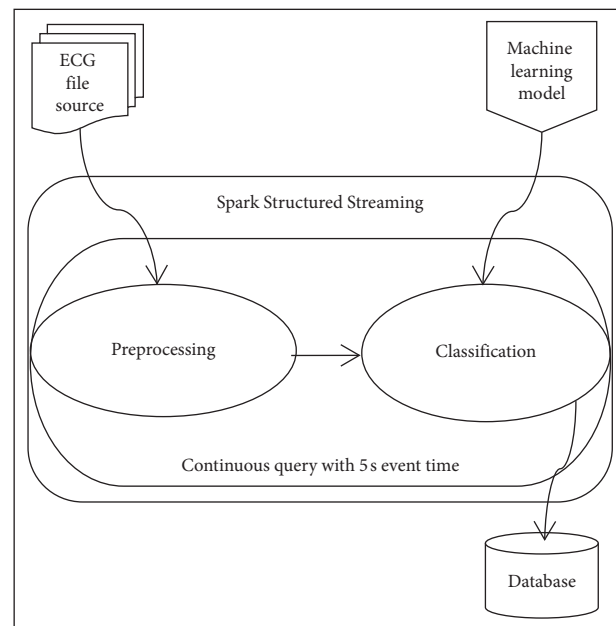 ECG
file
source
Machine
learning
model
Spark Structured Streaming
Preprocessing
Classification
Continuous query with 5 s event time
Database